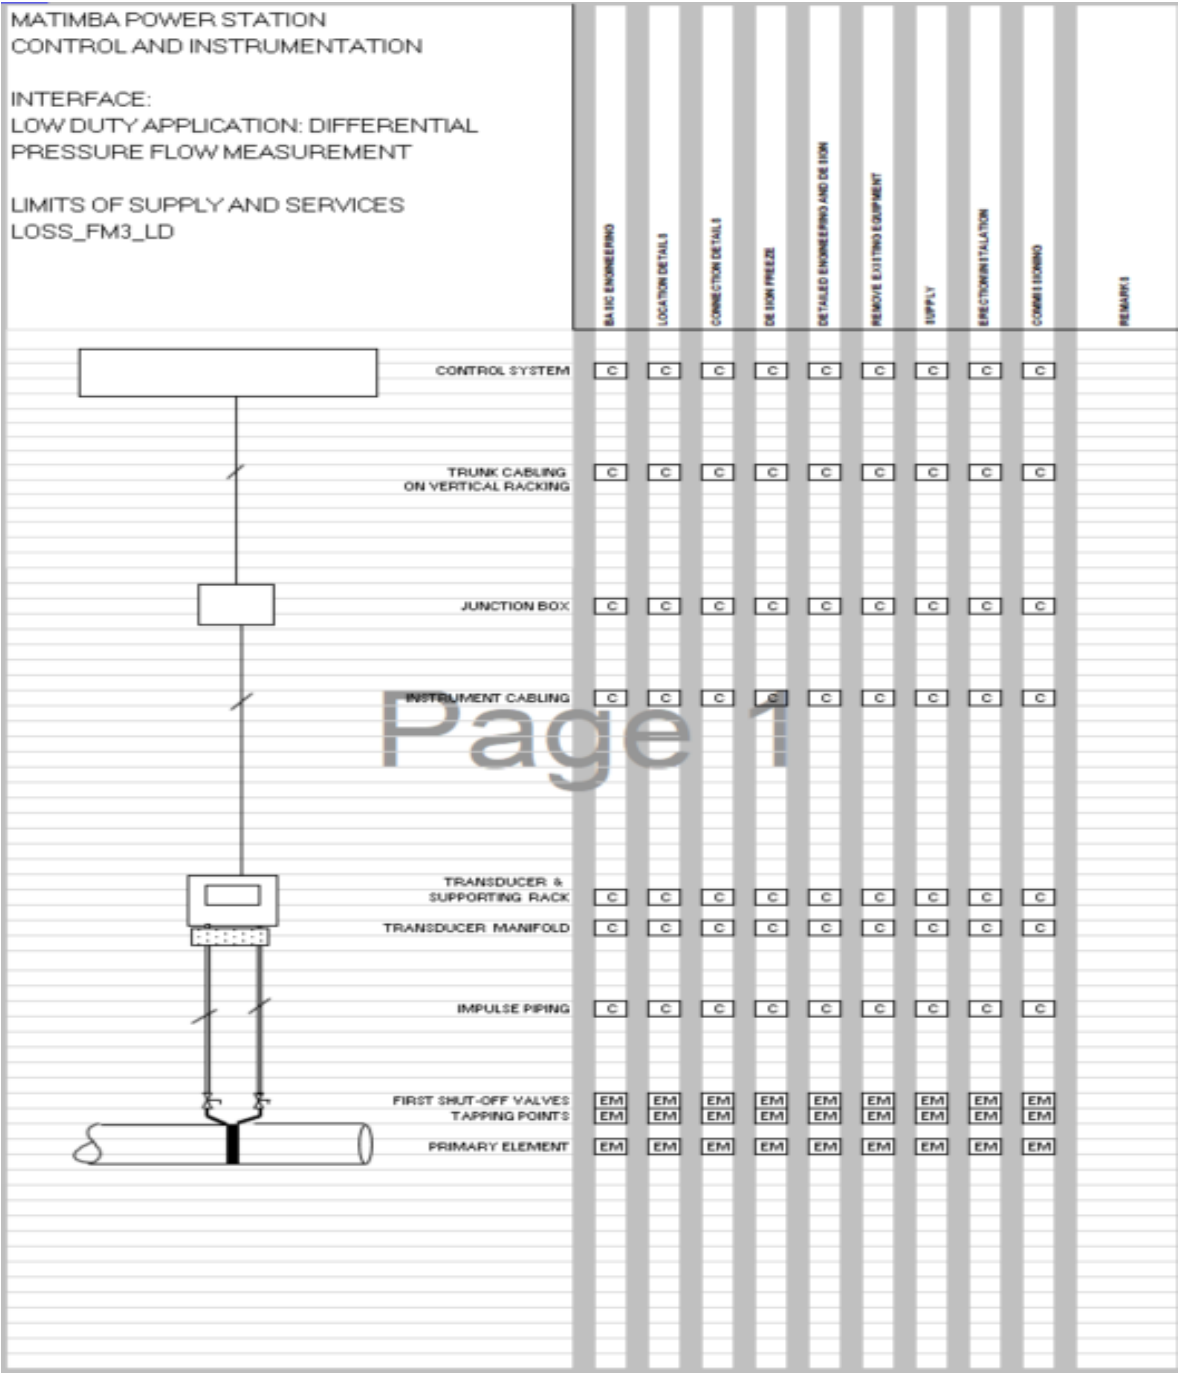 MATIMBA POWER STATION
CONTROL AND INSTRUMENTATION
INTERFACE:
LOW DUTY APPLICATION: DIFFERENTIAL
PRESSURE FLOW MEASUREMENT
LIMITS OF SUPPLY AND SERVICES
LOSS_FM3_LD
BASIC ENGINEERING
LOCATION DETAILS
CONNECTION DETAILS
DESIGN FREEZE
DETAILED ENGINEERING AND DESIGN
REMOVE EXISTING EQUIPMENT
SUPPLY
ERECTION/INSTALATION
COMMISSIONING
REMARKS
CONTROL SYSTEM C C C C C C C C C
TRUNK CABLING C C C C C C C C C
ON VERTICAL RACKING
JUNCTION BOX C C C C C C C C C
INSTRUMENT CABLING C C C C C C C C C
Page 1
TRANSDUCER &
SUPPORTING RACK C C C C C C C C C
TRANSDUCER MANIFOLD C C C C C C C C C
IMPULSE PIPING C C C C C C C C C
FIRST SHUT-OFF VALVES EM EM EM EM EM EM EM EM EM
TAPPING POINTS EM EM EM EM EM EM EM EM EM
PRIMARY ELEMENT EM EM EM EM EM EM EM EM EM